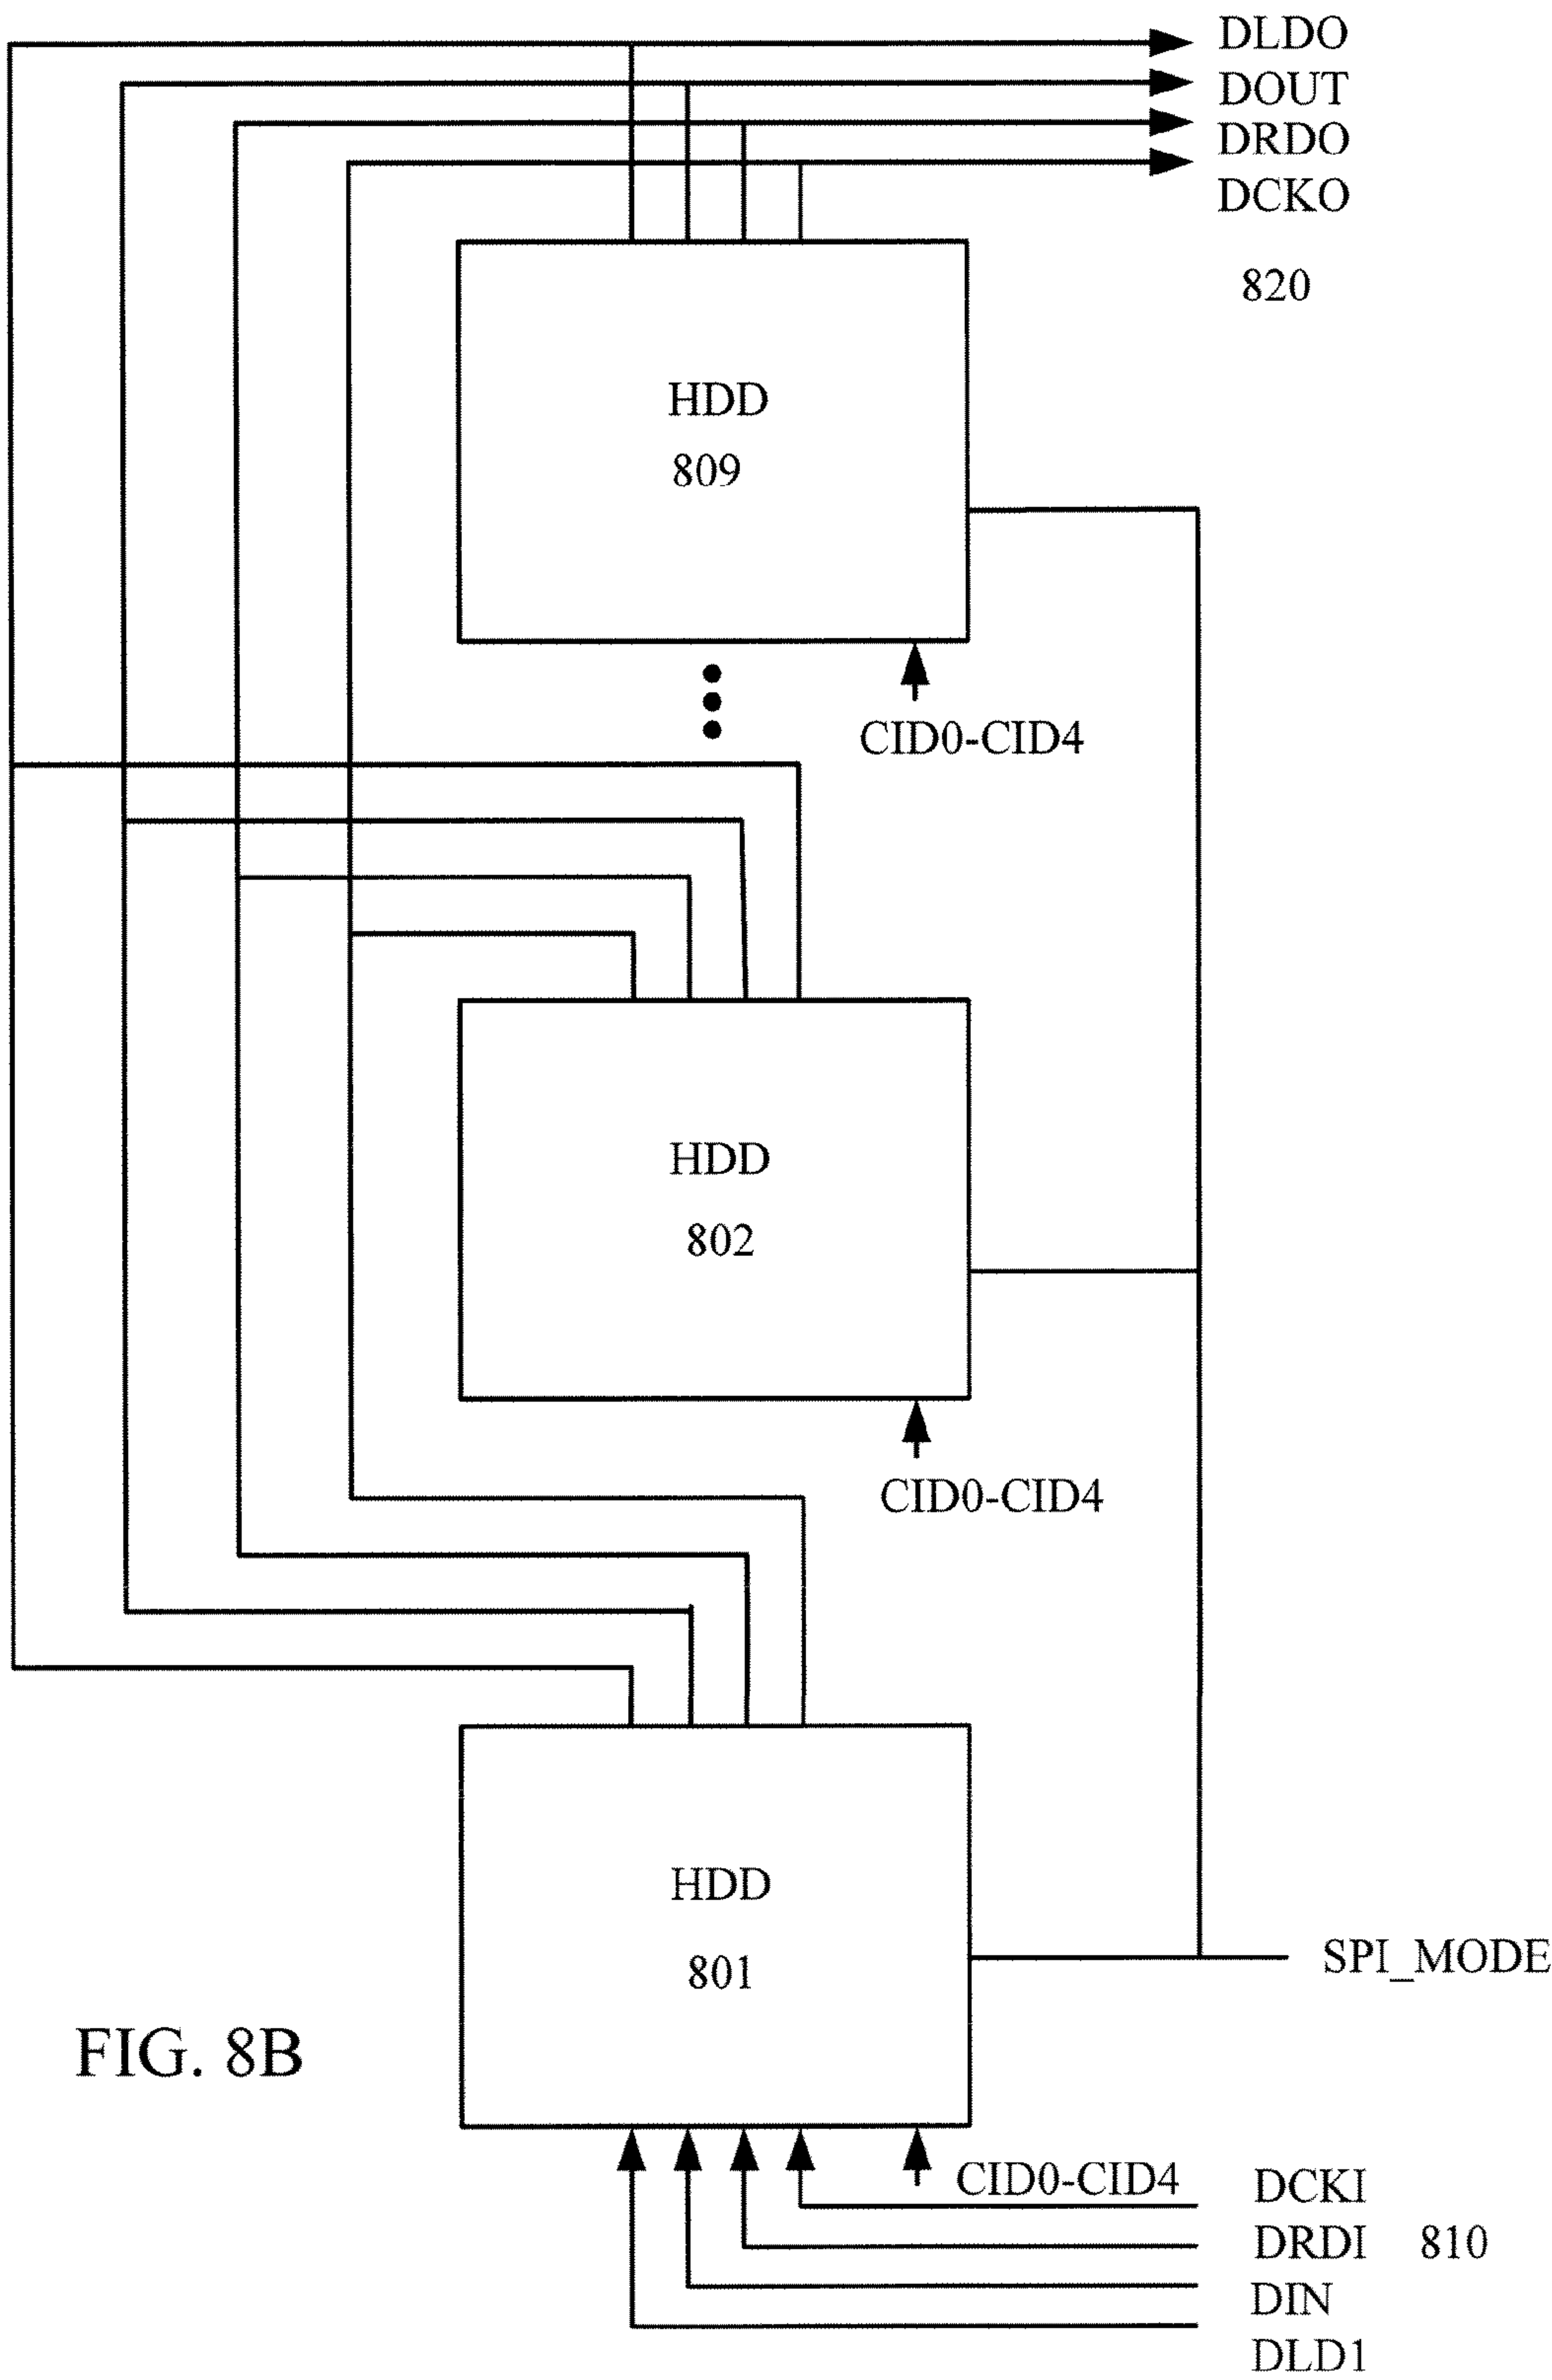 DLDO
DOUT
DRDO
DCKO
820
HDD
809
CID0-CID4
HDD
802
CID0-CID4
HDD
801
SPI_MODE
FIG. 8B
CID0-CID4
DCKI
DRDI 810
DIN
DLD1